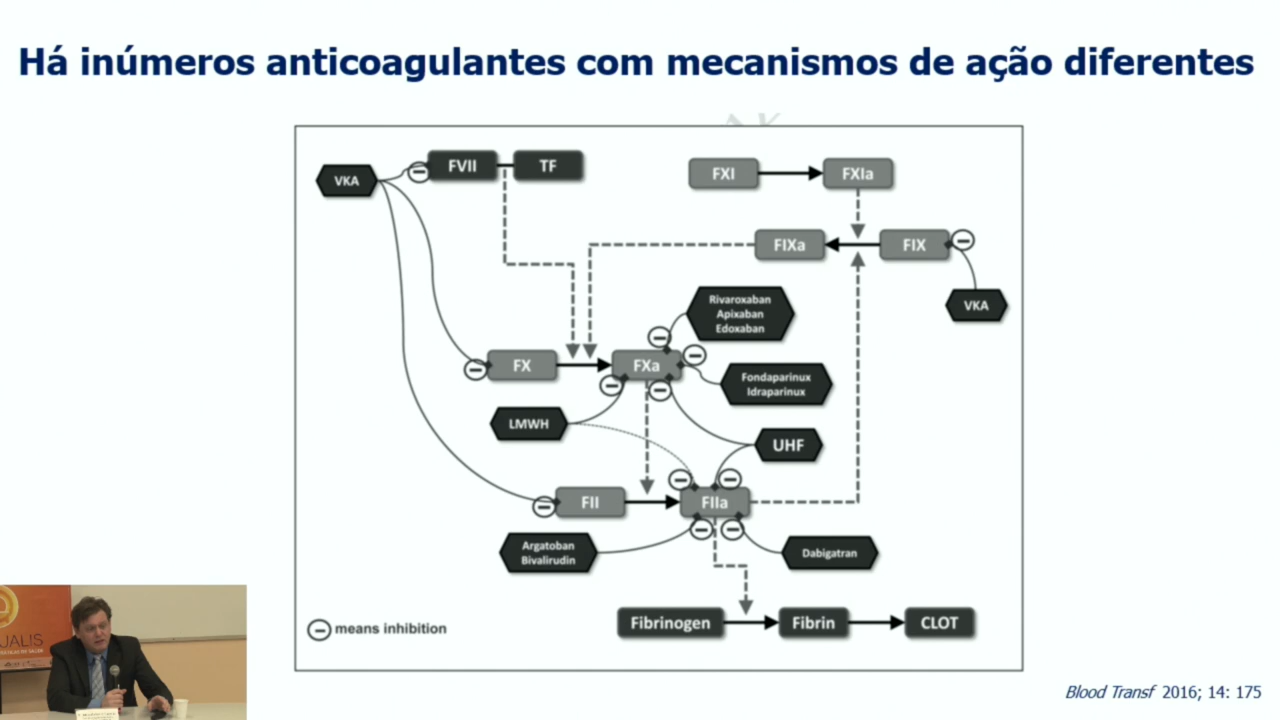 Há inúmeros anticoagulantes com mecanismos de ação diferentes
VKA
FVII
TF
FXI
FXIa
FIXa
FIX
VKA
Rivaroxaban
Apixaban
Edoxaban
FX
FXa
Fondaparinux
Idraparinux
LMWH
UHF
FII
FIIa
Argatoban
Bivalirudin
Dabigatran
Fibrinogen
Fibrin
CLOT
means inhibition
Blood Transf 2016; 14: 175
JALIS